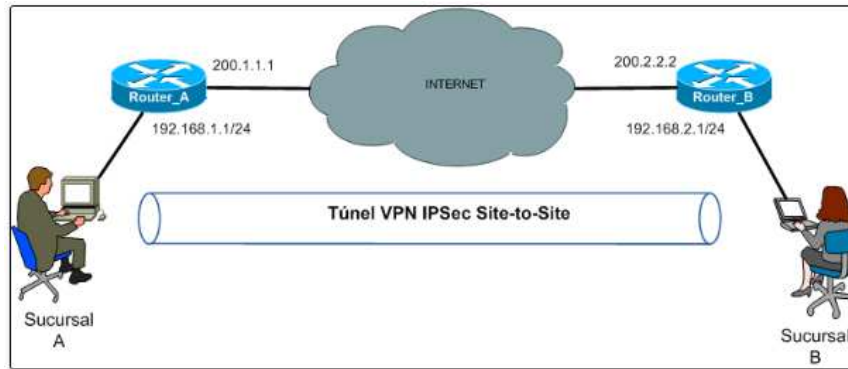 200.1.1.1
INTERNET
200.2.2.2
Router_A
Router_B
192.168.1.1/24
192.168.2.1/24
Túnel VPN IPSec Site-to-Site
Sucursal
A
Sucursal
B